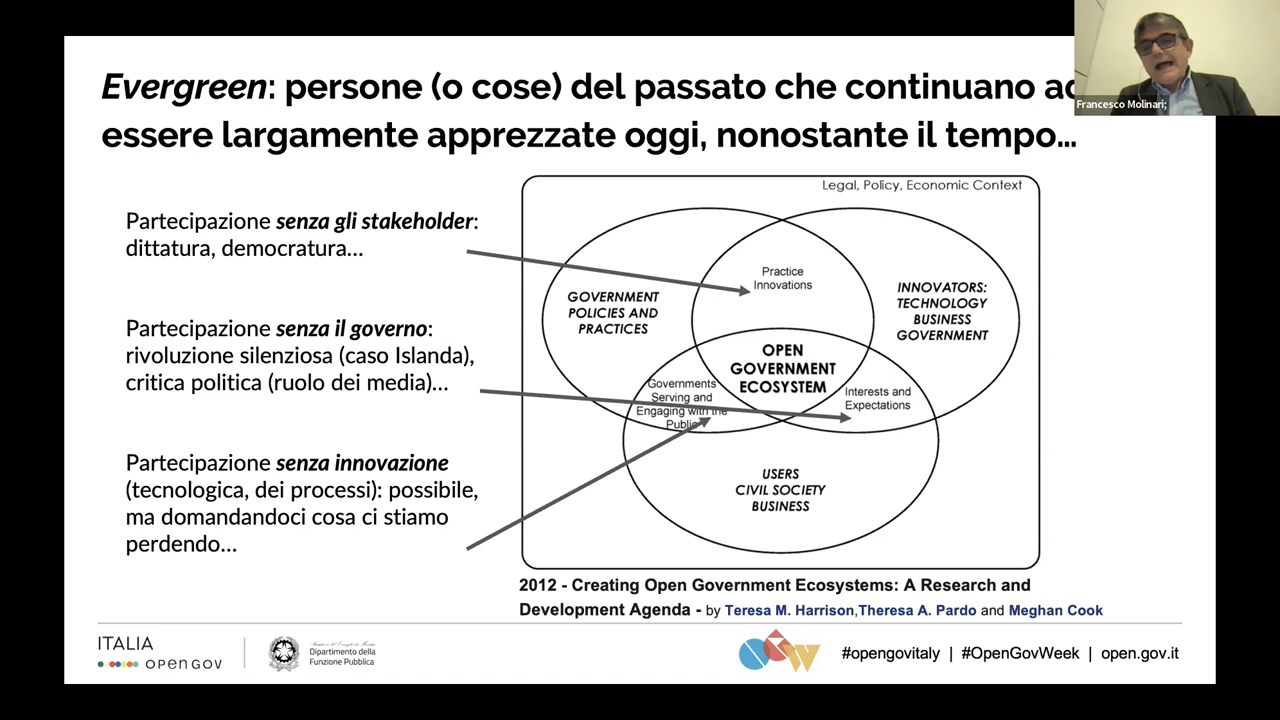 Evergreen: persone (o cose) del passato che continuano ad
essere largamente apprezzate oggi, nonostante il tempo...
Francesco Molinari;
Partecipazione senza gli stakeholder:
dittatura, democratura...
Partecipazione senza il governo:
rivoluzione silenziosa (caso Islanda),
critica politica (ruolo dei media)...
Partecipazione senza innovazione
(tecnologica, dei processi): possibile,
ma domandandoci cosa ci stiamo
perdendo...
Legal, Policy, Economic Context
GOVERNMENT
POLICIES AND
PRACTICES
Practice
Innovations
INNOVATORS:
TECHNOLOGY
BUSINESS
GOVERNMENT
OPEN
GOVERNMENT
ECOSYSTEM
Governments
Serving and
Engaging with the
Public
Interests and
Expectations
USERS
CIVIL SOCIETY
BUSINESS
2012 - Creating Open Government Ecosystems: A Research and
Development Agenda - by Teresa M. Harrison,Theresa A. Pardo and Meghan Cook
ITALIA
OPEN GOV
Dipartimento della
Funzione Pubblica
OGW
#opengovitaly | #OpenGovWeek | open.gov.it